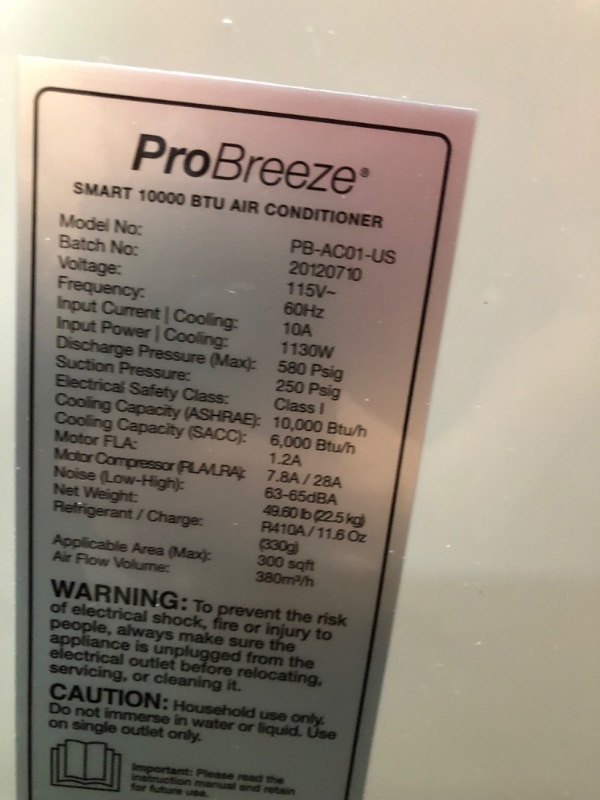 ProBreeze®
SMART 10000 BTU AIR CONDITIONER
Model No: PB-AC01-US
Batch No: 20120710
Voltage: 115V~
Frequency: 60Hz
Input Current | Cooling: 10A
Input Power | Cooling: 1130W
Discharge Pressure (Max): 580 Psig
Suction Pressure: 250 Psig
Electrical Safety Class: Class I
Cooling Capacity (ASHRAE): 10,000 Btu/h
Cooling Capacity (SACC): 6,000 Btu/h
Motor FLA: 1.2A
Motor Compressor (RLA/LRA): 7.8A / 28A
Noise (Low-High): 63-65dBA
Net Weight: 49.60 lb (22.5 kg)
Refrigerant / Charge: R410A / 11.6 Oz
(330g)
Applicable Area (Max): 300 sqft
Air Flow Volume: 380m³/h
WARNING: To prevent the risk
of electrical shock, fire or injury to
people, always make sure the
appliance is unplugged from the
electrical outlet before relocating,
servicing, or cleaning it.
CAUTION: Household use only.
Do not immerse in water or liquid. Use
on single outlet only.
Important: Please read the
instruction manual and retain
for future use.